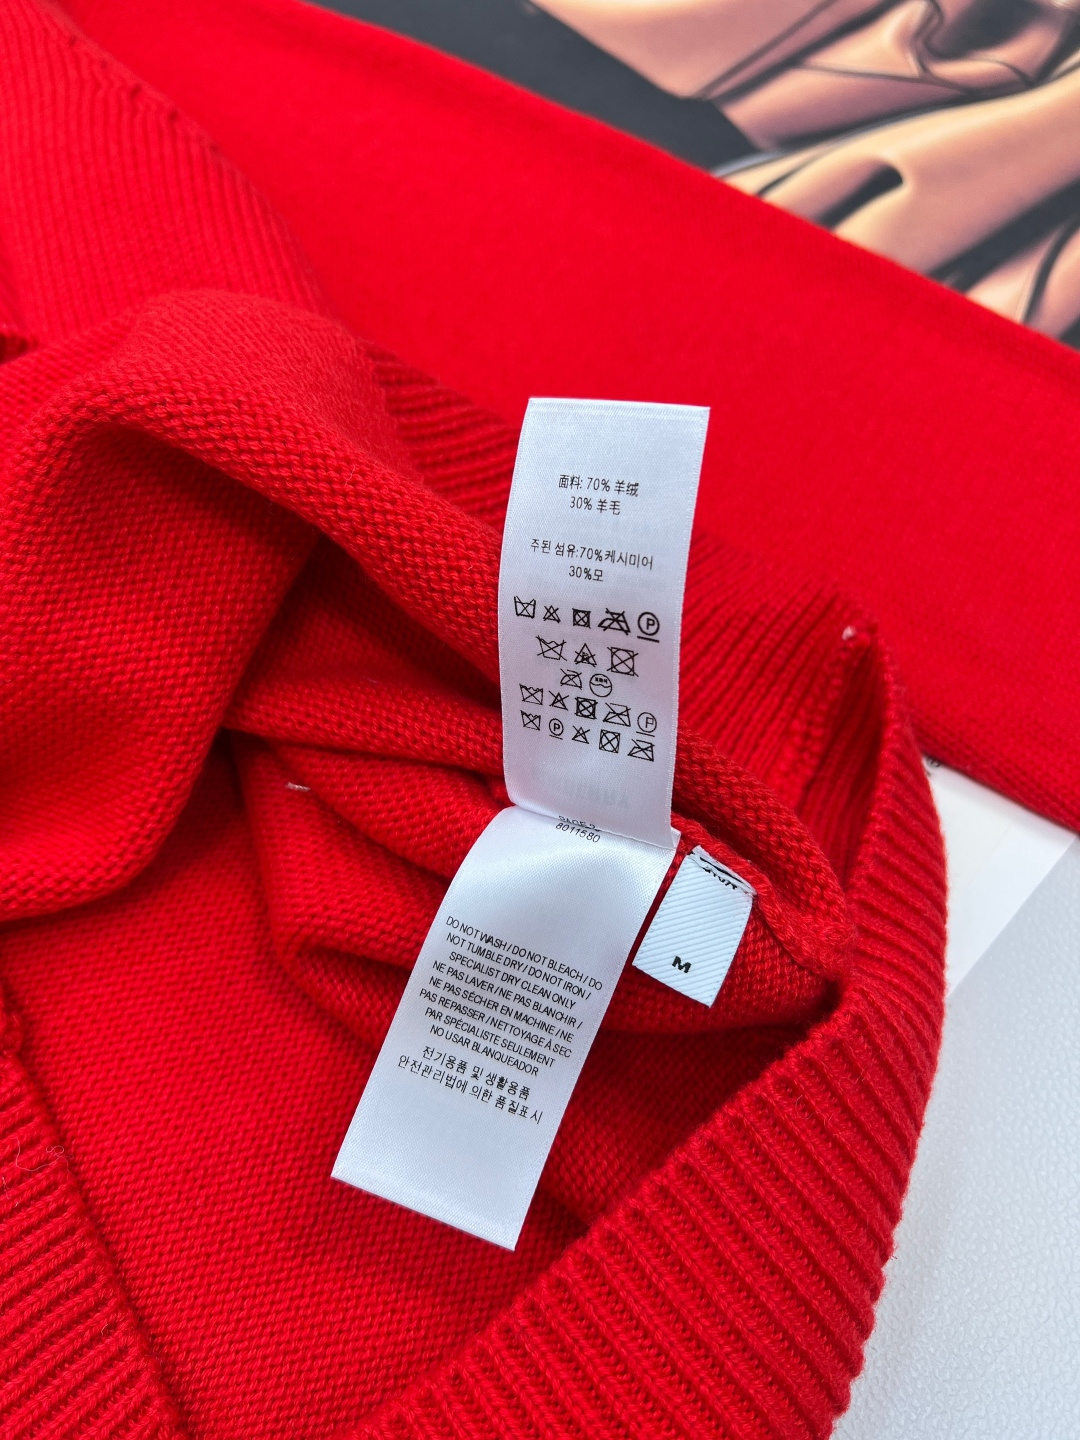 面料: 70% 羊绒
30% 羊毛
주된 섬유:70%케시미어
30%모
P
P
P
8011580
M
DO NOT WASH / DO NOT BLEACH / DO
NOT TUMBLE DRY / DO NOT IRON /
SPECIALIST DRY CLEAN ONLY
NE PAS LAVER / NE PAS BLANCHIR /
NE PAS SÉCHER EN MACHINE / NE
PAS REPASSER / NETTOYAGE À SEC
PAR SPÉCIALISTE SEULEMENT
NO USAR BLANQUEADOR
전기용품 및 생활용품
안전관리법에 의한 품질표시